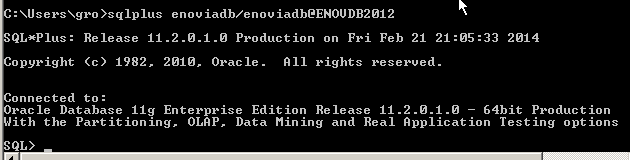 C:\Users\gro>sqlplus enoviadb/enoviadb@ENOVDB2012
SQL*Plus: Release 11.2.0.1.0 Production on Fri Feb 21 21:05:33 2014
Copyright (c) 1982, 2010, Oracle.  All rights reserved.
Connected to:
Oracle Database 11g Enterprise Edition Release 11.2.0.1.0 - 64bit Production
With the Partitioning, OLAP, Data Mining and Real Application Testing options
SQL> _